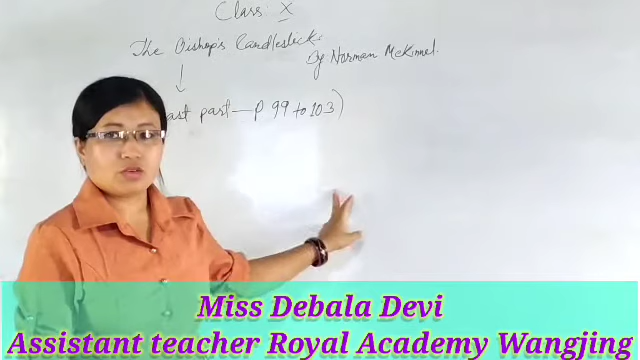 Class: X
The Bishop's Candlestick.
By Norman McKinnel.
ast part—P 99 to 103)
Miss Debala Devi
Assistant teacher Royal Academy Wangjing